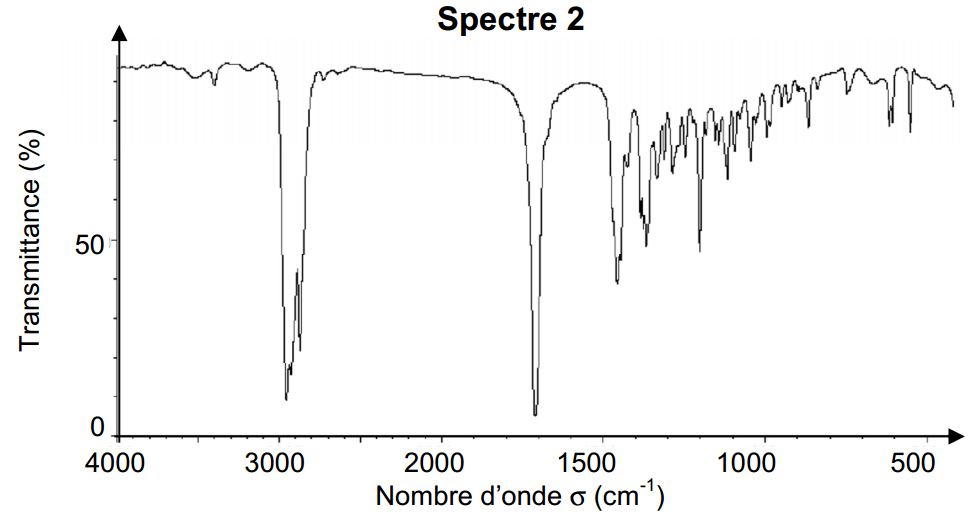 Spectre 2
Transmittance (%)
50
0
4000 3000 2000 1500 1000 500
Nombre d’onde σ (cm⁻¹)